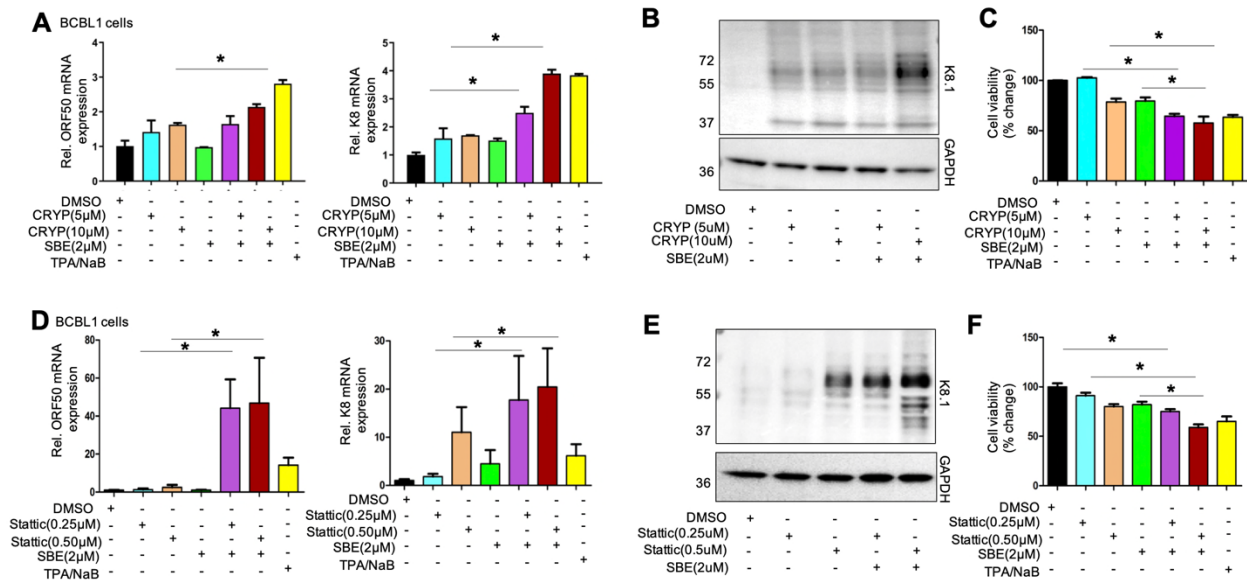 A BCBL1 cells
Rel. ORF50 mRNA
expression
4
3
2
1
0
*
DMSO + - - - - - -
CRYP(5µM) - + - - + - -
CRYP(10µM) - - + - - + -
SBE(2µM) - - - + + + -
TPA/NaB - - - - - - +
Rel. K8 mRNA
expression
5
4
3
2
1
0
*
*
DMSO + - - - - - -
CRYP(5µM) - + - - + - -
CRYP(10µM) - - + - - + -
SBE(2µM) - - - + + + -
TPA/NaB - - - - - - +
B
72
55
37
K8.1
36
GAPDH
DMSO + - - - -
CRYP (5uM) - + - + -
CRYP(10uM) - - + - +
SBE(2uM) - - - + +
C
Cell viability
(% change)
125
100
75
50
25
0
*
*
*
DMSO + - - - - - -
CRYP(5µM) - + - - + - -
CRYP(10µM) - - + - - + -
SBE(2µM) - - - + + + -
TPA/NaB - - - - - - +
D BCBL1 cells
Rel. ORF50 mRNA
expression
80
60
40
20
0
*
*
DMSO + - - - - - -
Stattic(0.25µM) - + - - + - -
Stattic(0.50µM) - - + - - + -
SBE(2µM) - - - + + + -
TPA/NaB - - - - - - +
Rel. K8 mRNA
expression
30
20
10
0
*
*
DMSO + - - - - - -
Stattic(0.25µM) - + - - + - -
Stattic(0.50µM) - - + - - + -
SBE(2µM) - - - + + + -
TPA/NaB - - - - - - +
E
72
55
37
K8.1
36
GAPDH
DMSO + - - - -
Stattic(0.25uM) - + - + -
Stattic(0.5uM) - - + - +
SBE(2uM) - - - + +
F
Cell viability
(% change)
150
100
50
0
*
*
*
DMSO + - - - - - -
Stattic(0.25µM) - + - - + - -
Stattic(0.50µM) - - + - - + -
SBE(2µM) - - - + + + -
TPA/NaB - - - - - - +